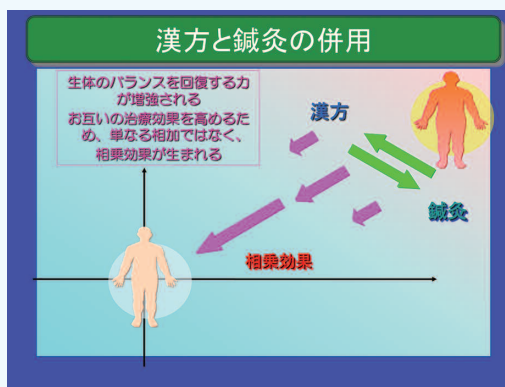 漢方と鍼灸の併用
生体のバランスを回復する力
が増強される
お互いの治療効果を高めるた
め、単なる相加ではなく、
相乗効果が生まれる
漢方
鍼灸
相乗効果